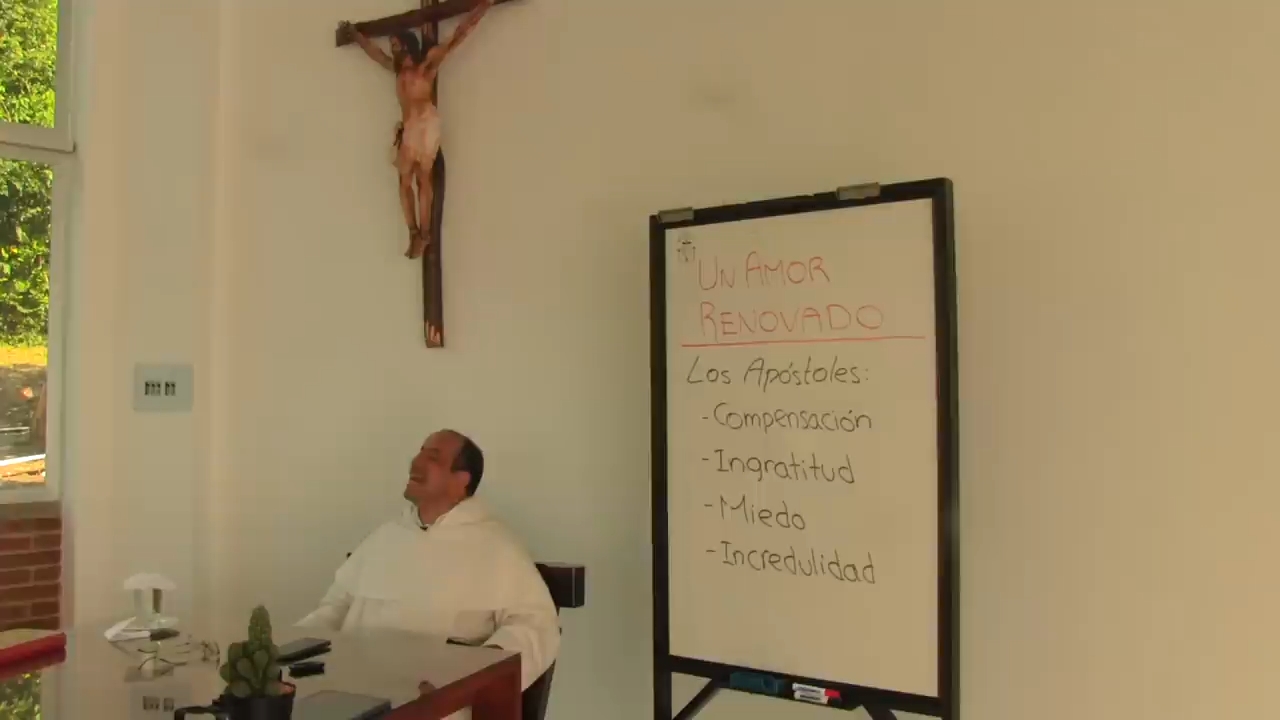 UN AMOR
RENOVADO
Los Apóstoles:
- Compensación
- Ingratitud
- Miedo
- Incredulidad